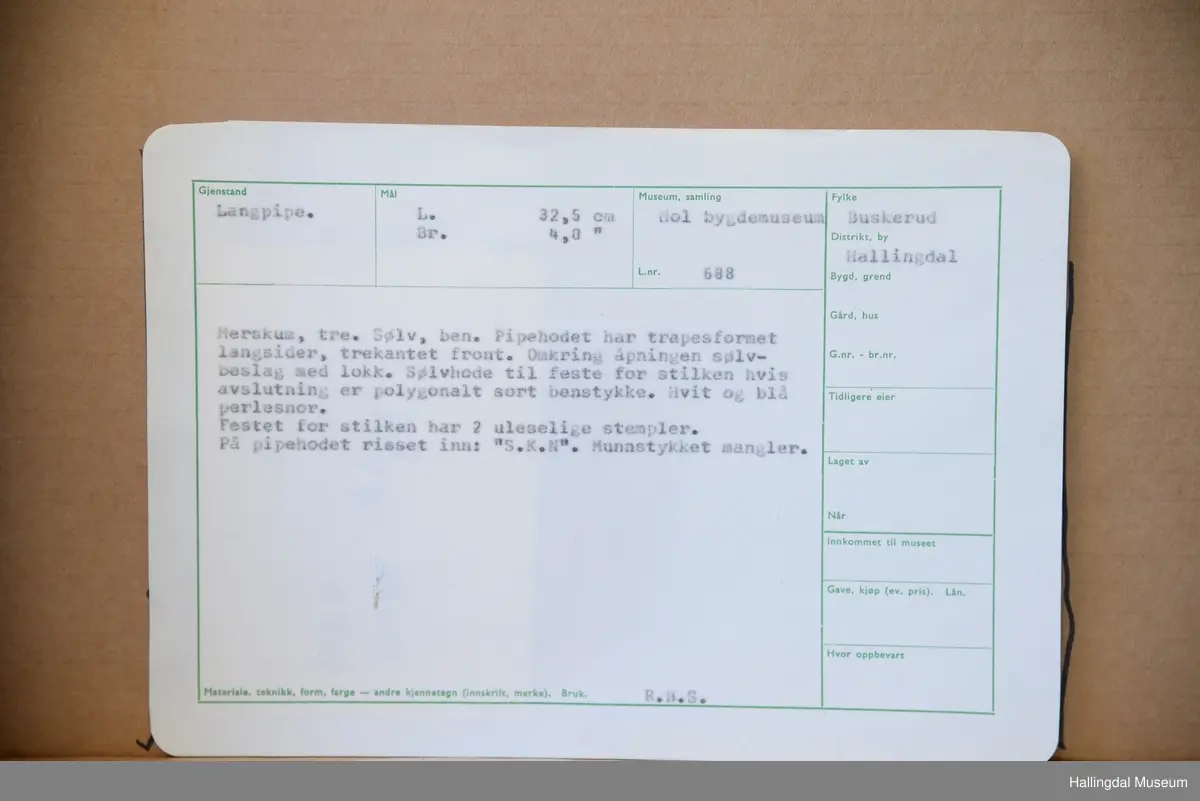 Gjenstand
Langpipe.
Mål
L. 32,5 cm
Br. 4,0 "
Museum, samling
Hol bygdemuseum
L.nr. 688
Fylke
Buskerud
Distrikt, by
Hallingdal
Bygd, grend
Gård, hus
G.nr. - br.nr.
Tidligere eier
Laget av
Når
Innkommet til museet
Gave, kjøp (ev. pris). Lån.
Hvor oppbevart
Merskum, tre. Sølv, ben. Pipehodet har trapesformet
langsider, trekantet front. Omkring åpningen sølv-
beslag med lokk. Sølvhode til feste for stilken hvis
avslutning er polygonalt sort benstykke. Hvit og blå
perlesnor.
Festet for stilken har 2 uleselige stempler.
På pipehodet risset inn: "S.K.N". Munnstykket mangler.
Materiale, teknikk, form, farge — andre kjennetegn (innskrift, merke). Bruk.
R.B.S.
Hallingdal Museum